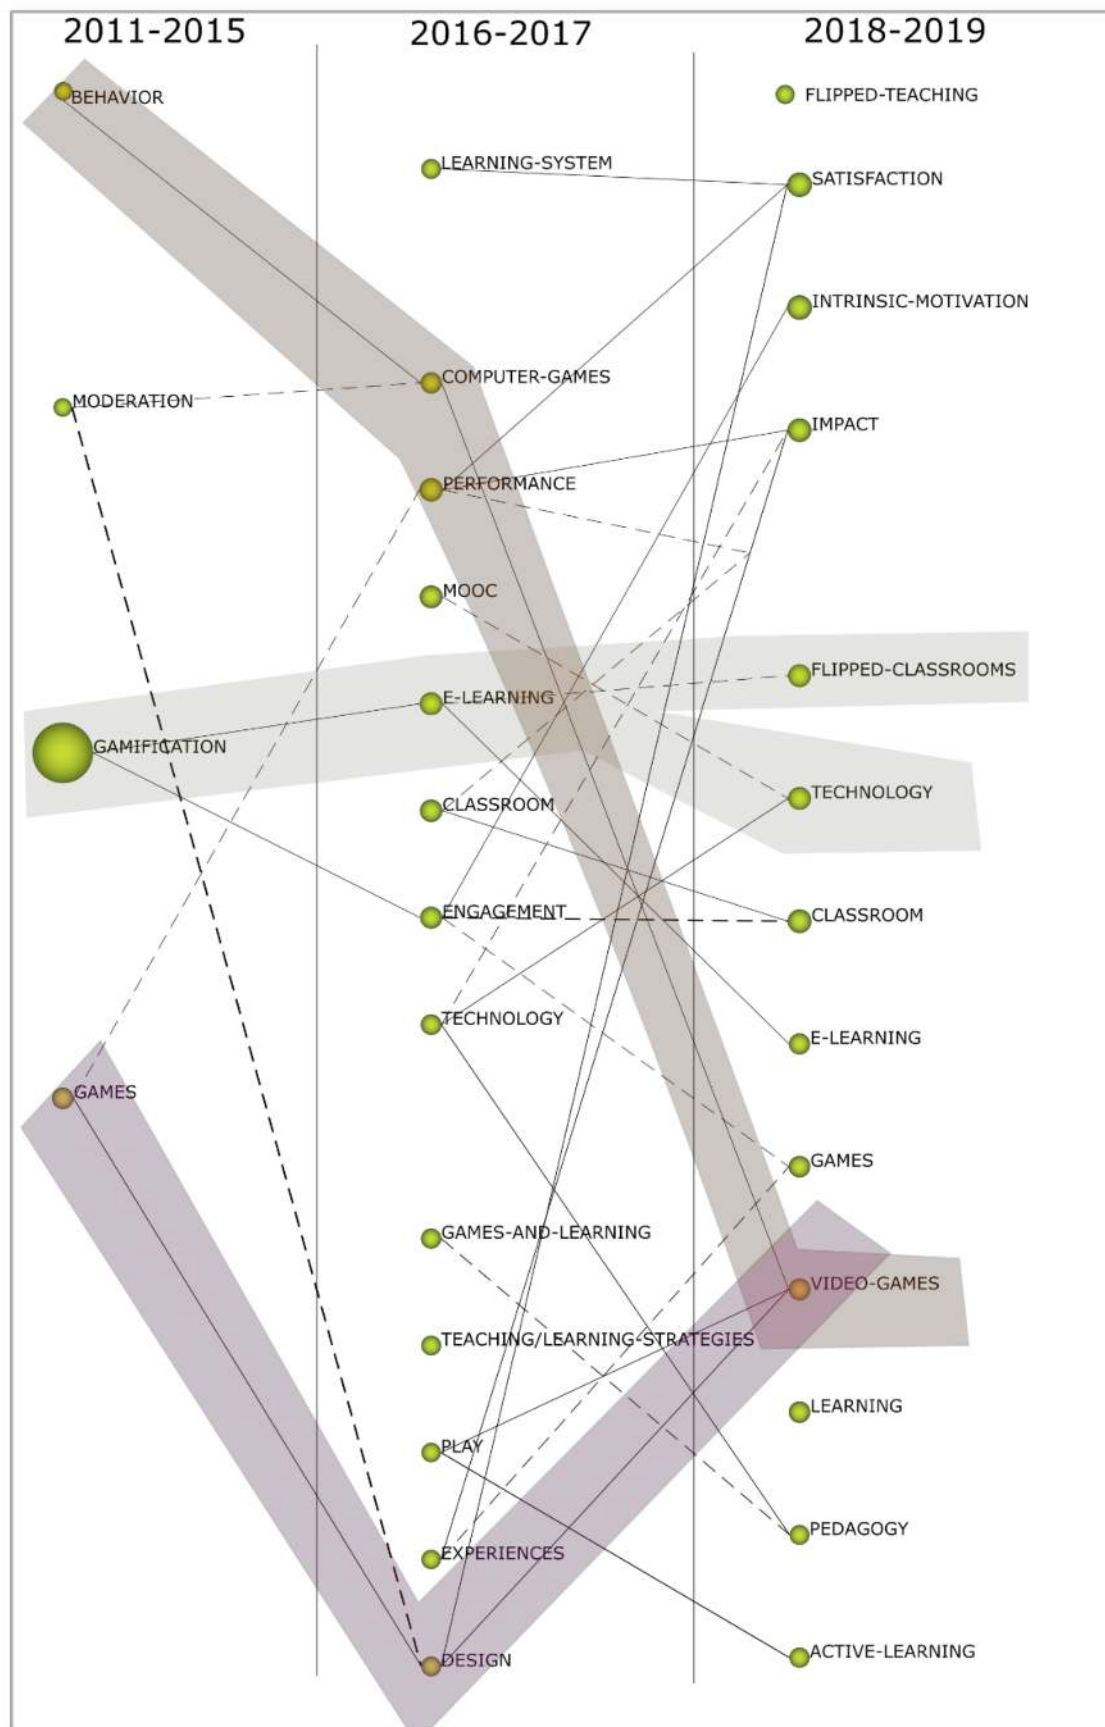 2011-2015
2016-2017
2018-2019
BEHAVIOR
MODERATION
GAMIFICATION
GAMES
LEARNING-SYSTEM
COMPUTER-GAMES
PERFORMANCE
MOOC
E-LEARNING
CLASSROOM
ENGAGEMENT
TECHNOLOGY
GAMES-AND-LEARNING
TEACHING/LEARNING-STRATEGIES
PLAY
EXPERIENCES
DESIGN
FLIPPED-TEACHING
SATISFACTION
INTRINSIC-MOTIVATION
IMPACT
FLIPPED-CLASSROOMS
TECHNOLOGY
CLASSROOM
E-LEARNING
GAMES
VIDEO-GAMES
LEARNING
PEDAGOGY
ACTIVE-LEARNING